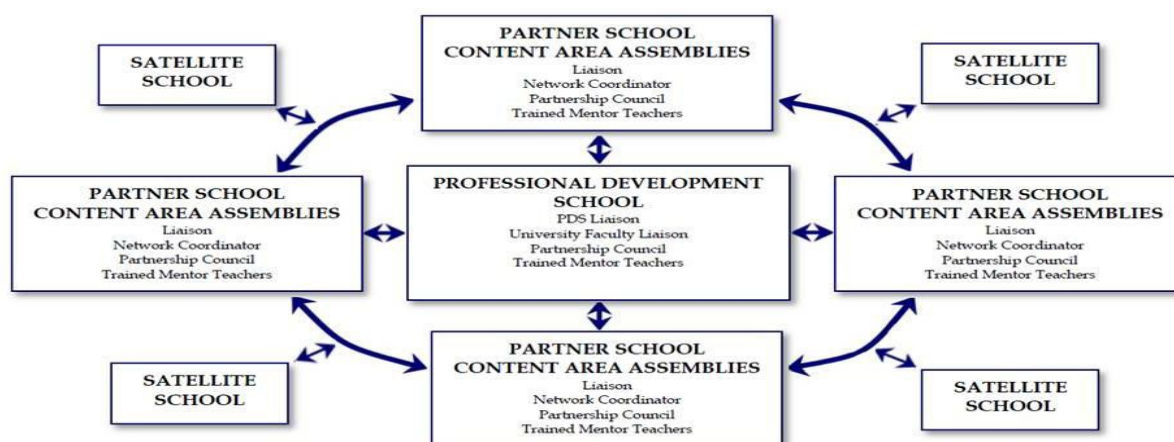 PARTNER SCHOOL
CONTENT AREA ASSEMBLIES
Liaison
Network Coordinator
Partnership Council
Trained Mentor Teachers
SATELLITE
SCHOOL
SATELLITE
SCHOOL
PARTNER SCHOOL
CONTENT AREA ASSEMBLIES
Liaison
Network Coordinator
Partnership Council
Trained Mentor Teachers
PROFESSIONAL DEVELOPMENT
SCHOOL
PDS Liaison
University Faculty Liaison
Partnership Council
Trained Mentor Teachers
PARTNER SCHOOL
CONTENT AREA ASSEMBLIES
Liaison
Network Coordinator
Partnership Council
Trained Mentor Teachers
PARTNER SCHOOL
CONTENT AREA ASSEMBLIES
Liaison
Network Coordinator
Partnership Council
Trained Mentor Teachers
SATELLITE
SCHOOL
SATELLITE
SCHOOL